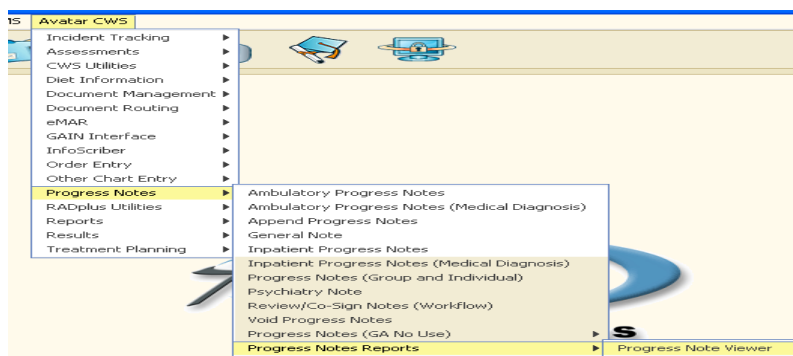 MS Avatar CWS
Incident Tracking
Assessments
CWS Utilities
Diet Information
Document Management
Document Routing
eMAR
GAIN Interface
InfoScriber
Order Entry
Other Chart Entry
Progress Notes
RADplus Utilities
Reports
Results
Treatment Planning
Ambulatory Progress Notes
Ambulatory Progress Notes (Medical Diagnosis)
Append Progress Notes
General Note
Inpatient Progress Notes
Inpatient Progress Notes (Medical Diagnosis)
Progress Notes (Group and Individual)
Psychiatry Note
Review/Co-Sign Notes (Workflow)
Void Progress Notes
Progress Notes (GA No Use)
Progress Notes Reports
Progress Note Viewer
s